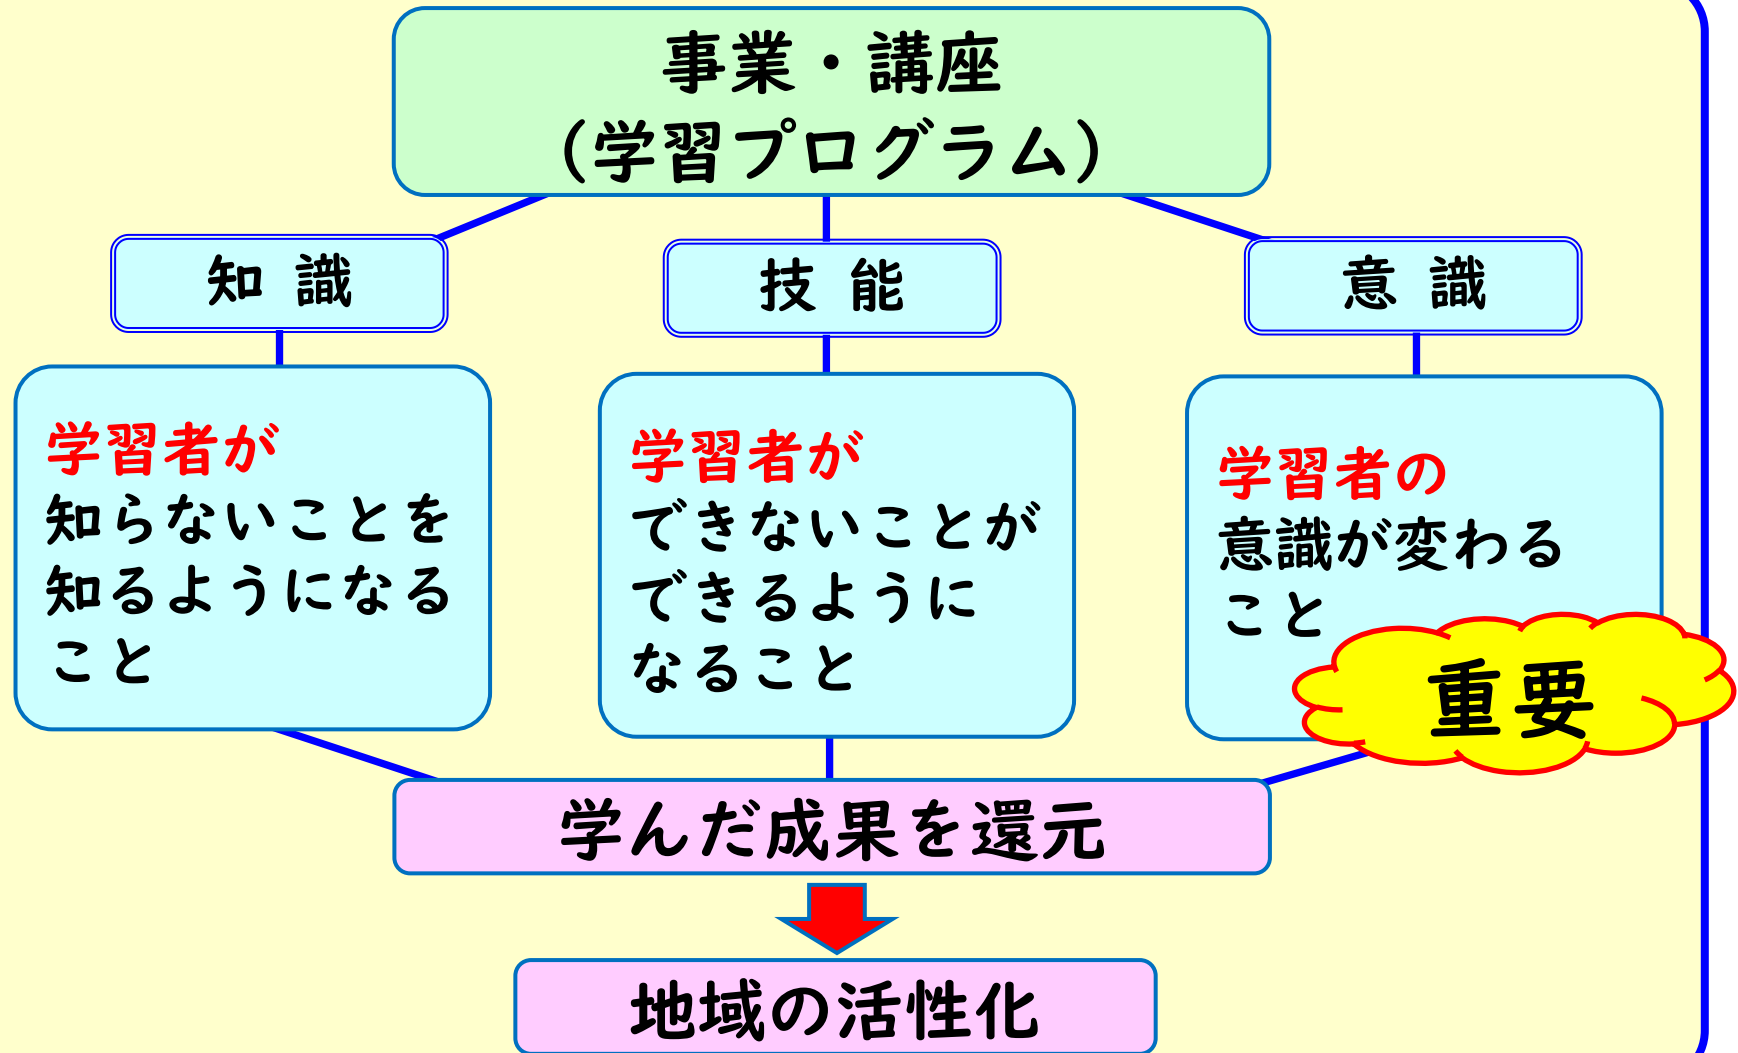 事業・講座
（学習プログラム）
知 識
技 能
意 識
学習者が
知らないことを
知るようになる
こと
学習者が
できないことが
できるように
なること
学習者の
意識が変わる
こと
重要
学んだ成果を還元
地域の活性化